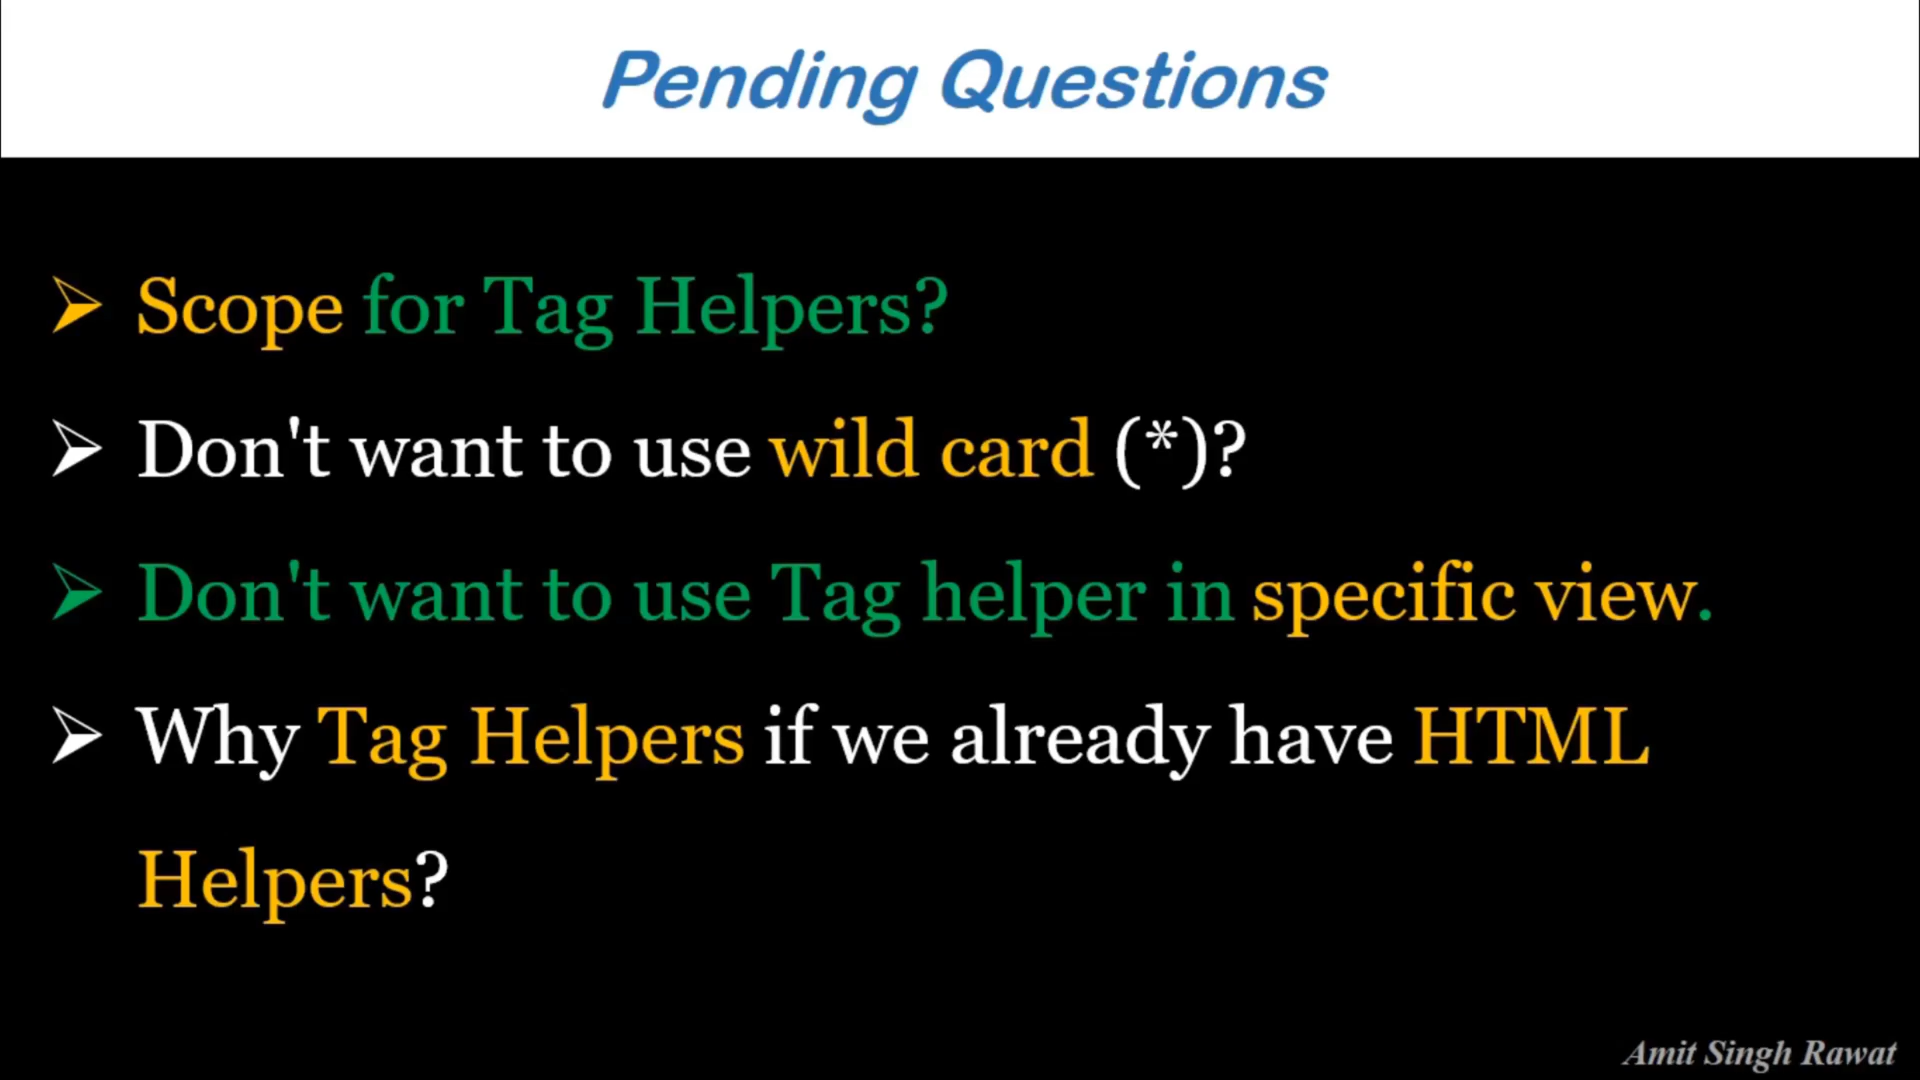 Pending Questions
➢ Scope for Tag Helpers?
➢ Don't want to use wild card (*)?
➢ Don't want to use Tag helper in specific view.
➢ Why Tag Helpers if we already have HTML
Helpers?
Amit Singh Rawat